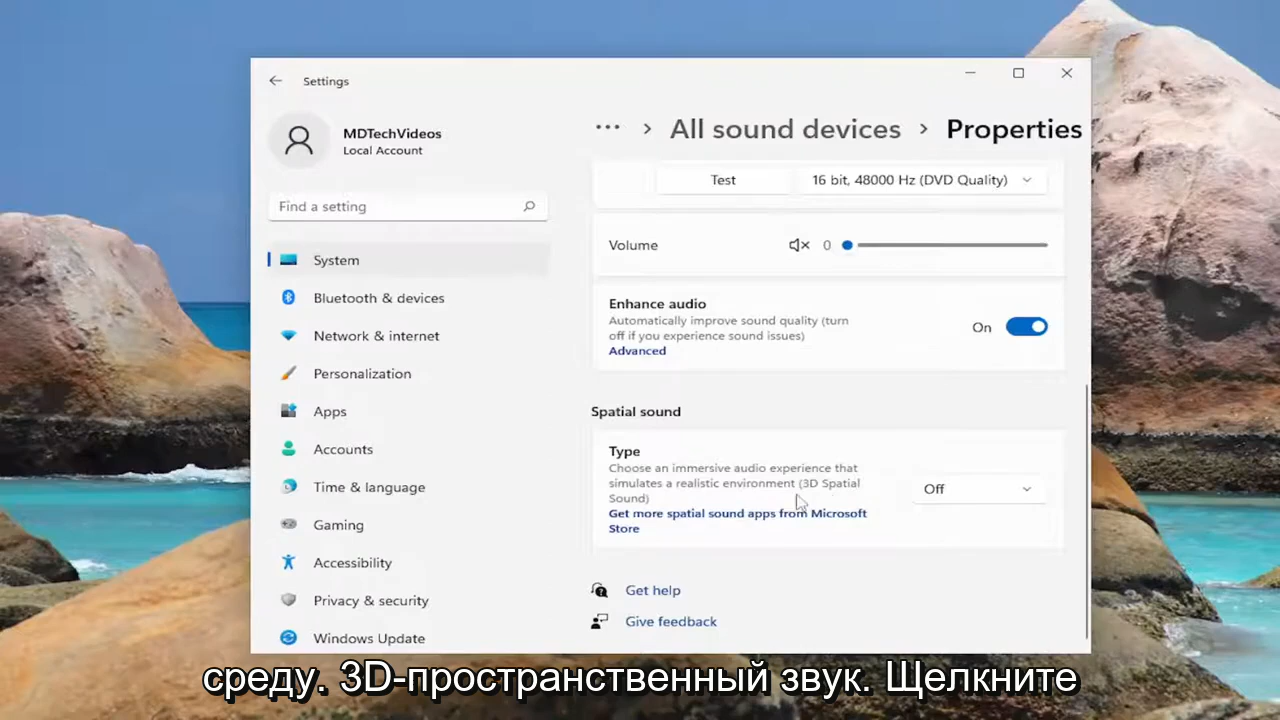 Settings
MDTechVideos
Local Account
Find a setting
System
Bluetooth & devices
Network & internet
Personalization
Apps
Accounts
Time & language
Gaming
Accessibility
Privacy & security
Windows Update
··· > All sound devices > Properties
Test 16 bit, 48000 Hz (DVD Quality)
Volume 0
Enhance audio
Automatically improve sound quality (turn
off if you experience sound issues)
Advanced
On
Spatial sound
Type
Choose an immersive audio experience that
simulates a realistic environment (3D Spatial
Sound)
Get more spatial sound apps from Microsoft
Store
Off
Get help
Give feedback
среду. 3D-пространственный звук. Щелкните